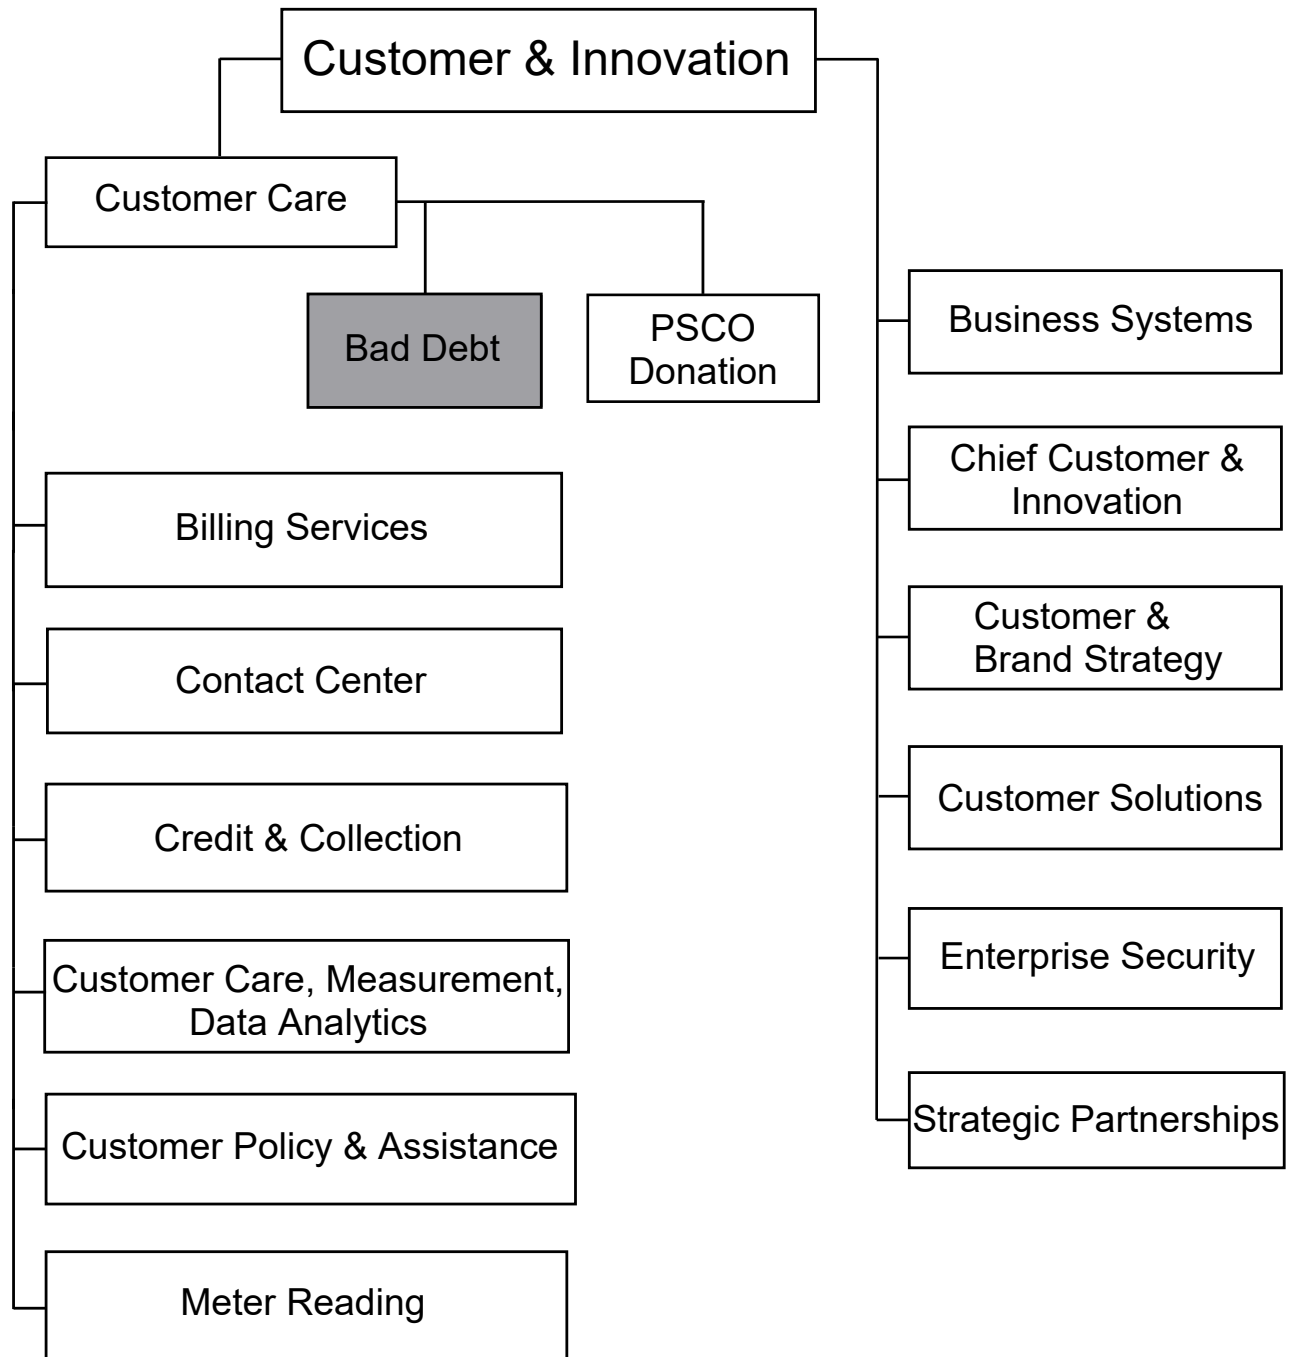 Customer & Innovation
Customer Care
Bad Debt
PSCO
Donation
Billing Services
Contact Center
Credit & Collection
Customer Care, Measurement,
Data Analytics
Customer Policy & Assistance
Meter Reading
Business Systems
Chief Customer &
Innovation
Customer &
Brand Strategy
Customer Solutions
Enterprise Security
Strategic Partnerships